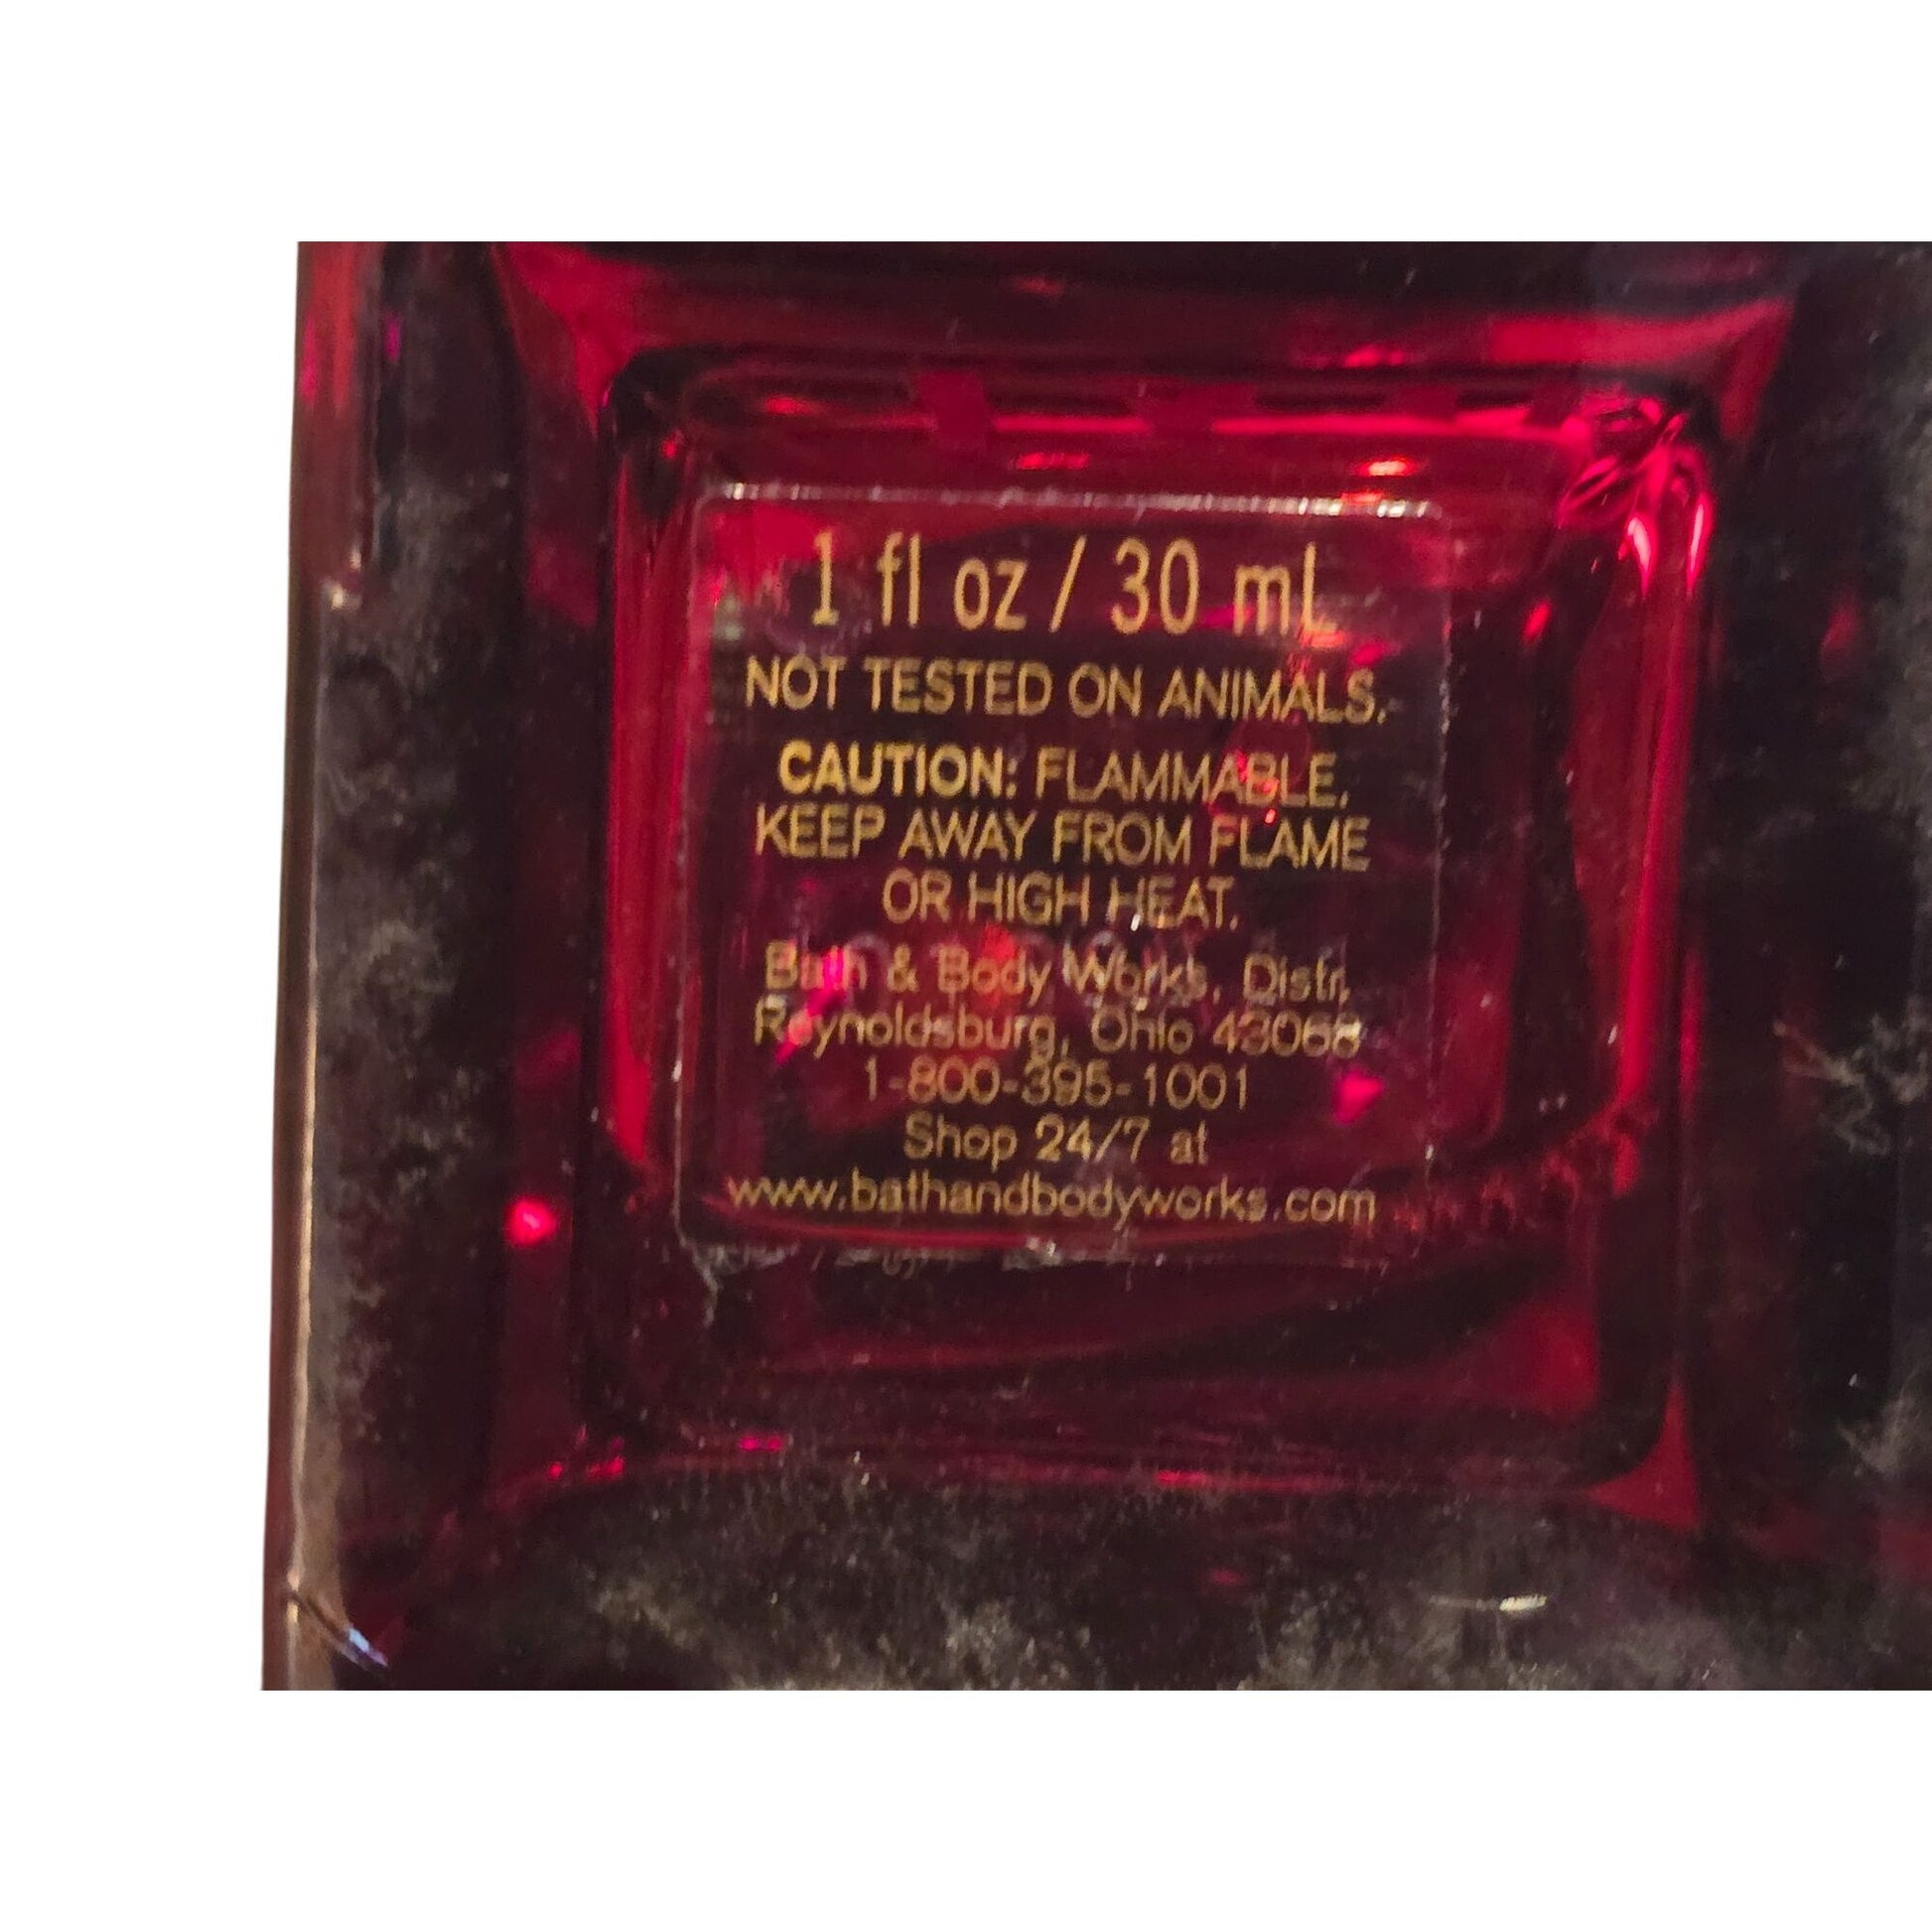 1 fl oz / 30 mL
NOT TESTED ON ANIMALS.
CAUTION: FLAMMABLE.
KEEP AWAY FROM FLAME
OR HIGH HEAT.
Bath & Body Works, Distr.
Reynoldsburg, Ohio 43068
1-800-395-1001
Shop 24/7 at
www.bathandbodyworks.com